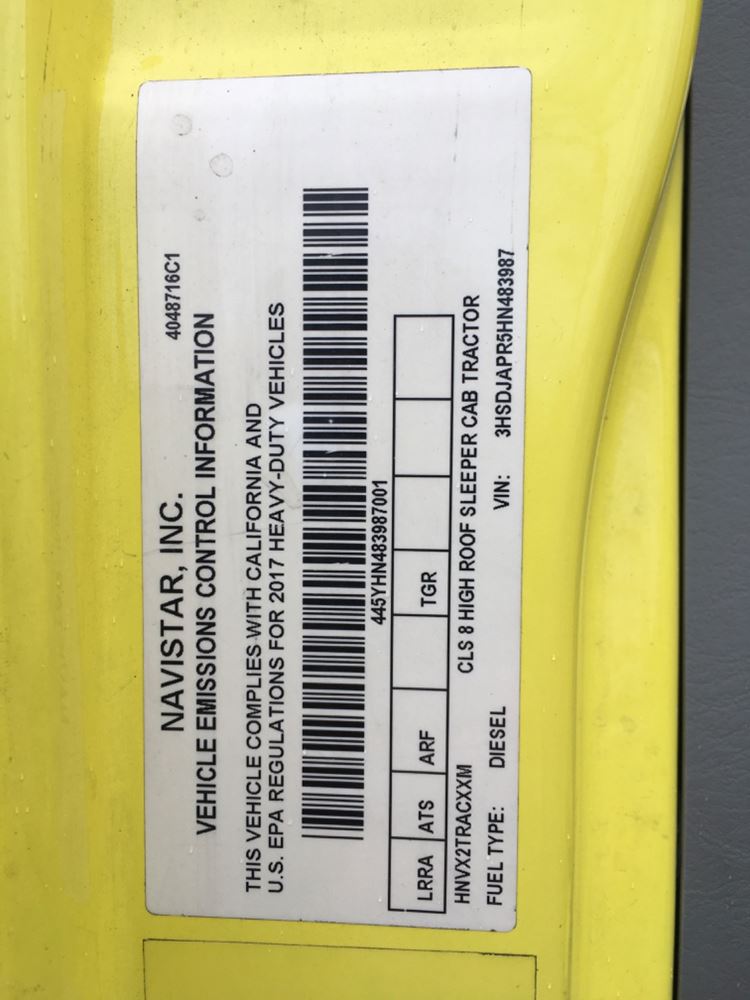 4048716C1
NAVISTAR, INC.
VEHICLE EMISSIONS CONTROL INFORMATION
THIS VEHICLE COMPLIES WITH CALIFORNIA AND
U.S. EPA REGULATIONS FOR 2017 HEAVY-DUTY VEHICLES
445YHN483987001
LRRA ATS ARF TGR
HNVX2TRACXXM CLS 8 HIGH ROOF SLEEPER CAB TRACTOR
FUEL TYPE: DIESEL VIN: 3HSDJAPR5HN483987